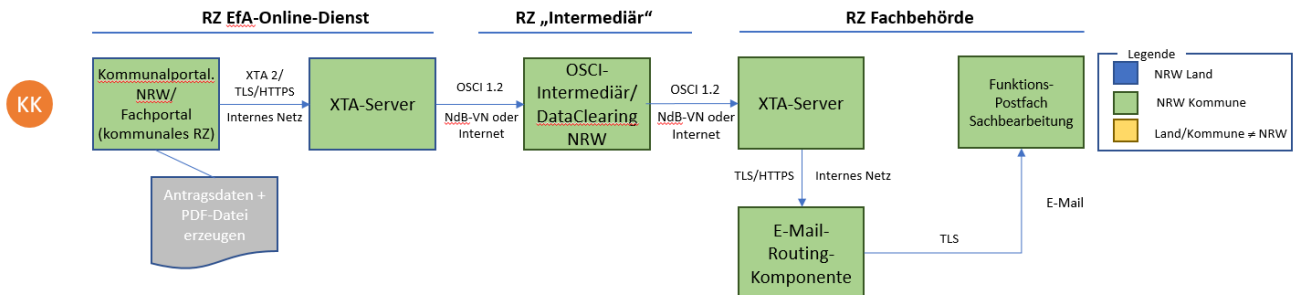 RZ EfA-Online-Dienst
RZ „Intermediär“
RZ Fachbehörde
KK
Kommunalportal.
NRW/
Fachportal
(kommunales RZ)
XTA 2/
TLS/HTTPS
Internes Netz
XTA-Server
OSCI 1.2
NdB-VN oder
Internet
OSCI-
Intermediär/
DataClearing
NRW
OSCI 1.2
NdB-VN oder
Internet
XTA-Server
Funktions-
Postfach
Sachbearbeitung
Legende
NRW Land
NRW Kommune
Land/Kommune ≠ NRW
Antragsdaten +
PDF-Datei
erzeugen
TLS/HTTPS
Internes Netz
E-Mail-
Routing-
Komponente
TLS
E-Mail